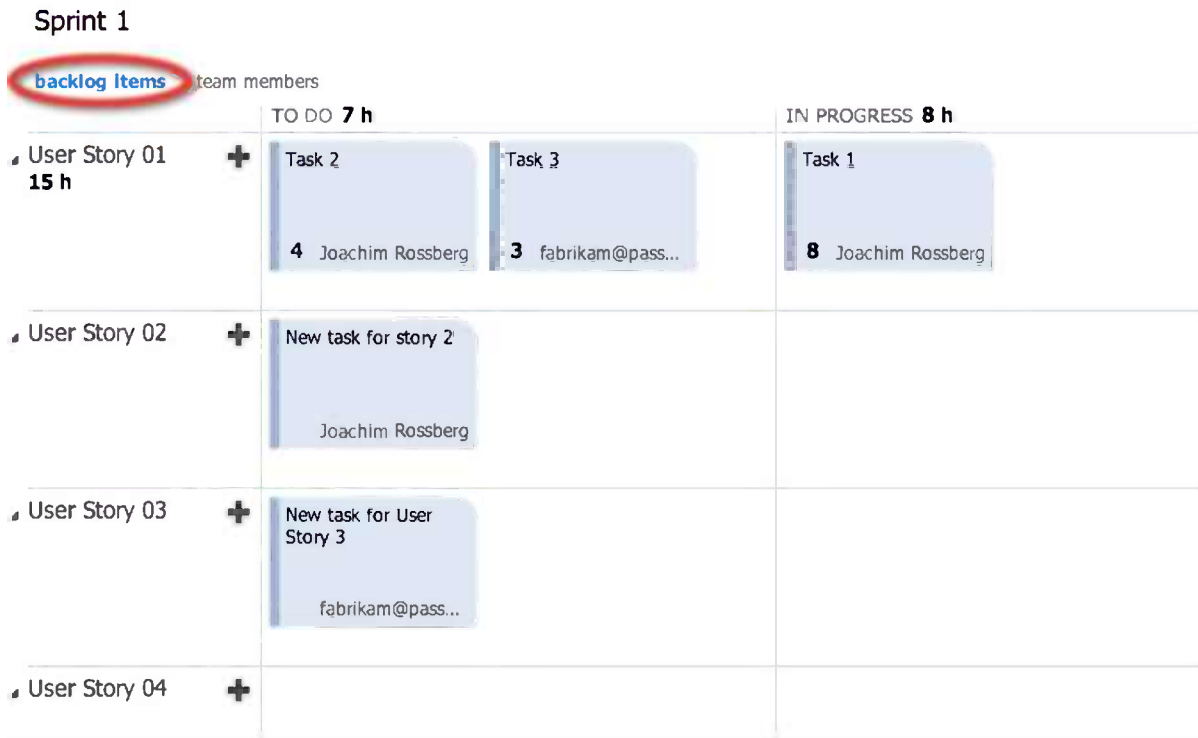 Sprint 1
backlog items team members
TO DO 7 h
IN PROGRESS 8 h
User Story 01
15 h
Task 2
4 Joachim Rossberg
Task 3
3 fabrikam@pass...
Task 1
8 Joachim Rossberg
User Story 02
New task for story 2
Joachim Rossberg
User Story 03
New task for User
Story 3
fabrikam@pass...
User Story 04